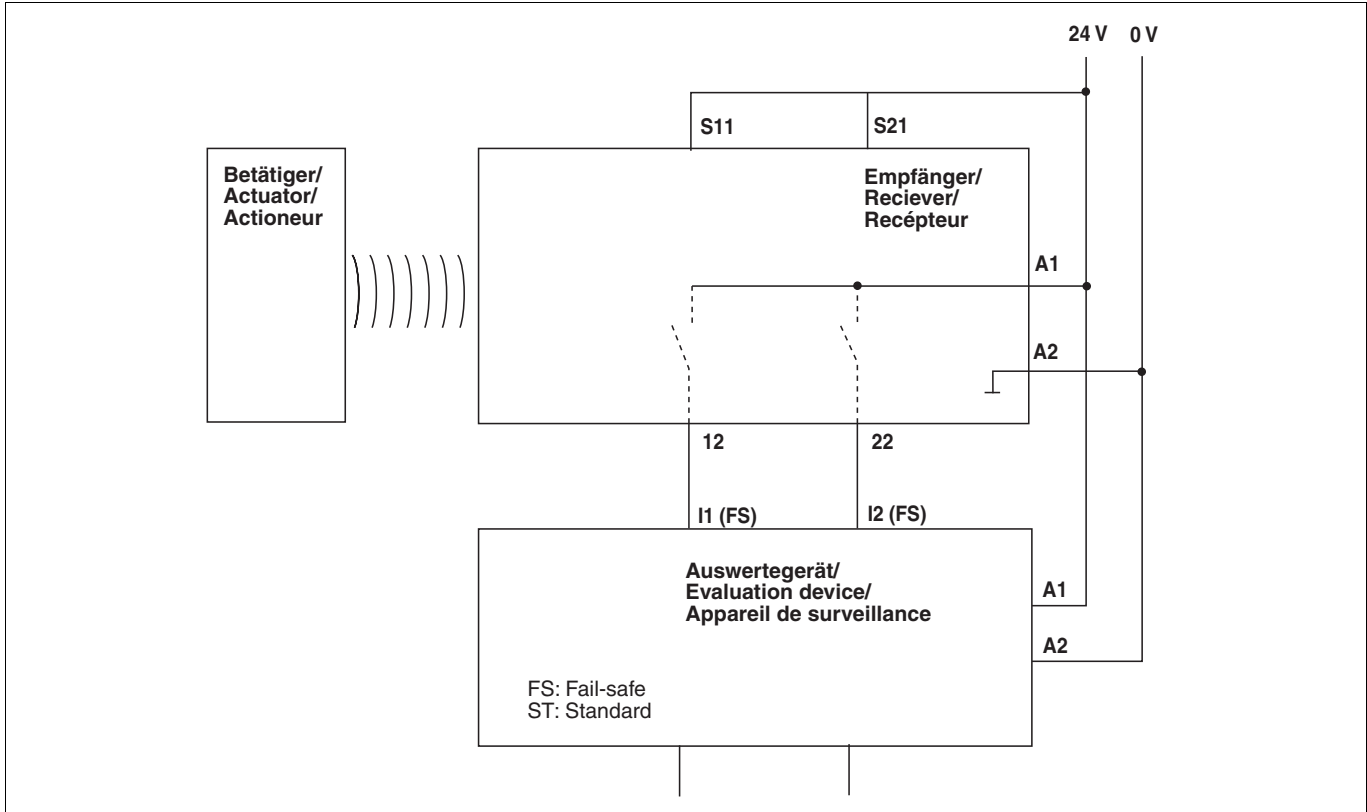 24 V 0 V
S11 S21
Betätiger/
Actuator/
Actioneur
Empfänger/
Reciever/
Recépteur
A1
A2
12 22
I1 (FS) I2 (FS)
Auswertegerät/
Evaluation device/
Appareil de surveillance
A1
A2
FS: Fail-safe
ST: Standard